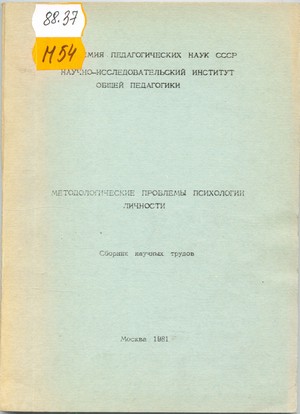 88.37
М54
АКАДЕМИЯ ПЕДАГОГИЧЕСКИХ НАУК СССР
НАУЧНО-ИССЛЕДОВАТЕЛЬСКИЙ ИНСТИТУТ
ОБЩЕЙ ПЕДАГОГИКИ
МЕТОДОЛОГИЧЕСКИЕ ПРОБЛЕМЫ ПСИХОЛОГИИ
ЛИЧНОСТИ
Сборник научных трудов
Москва 1981